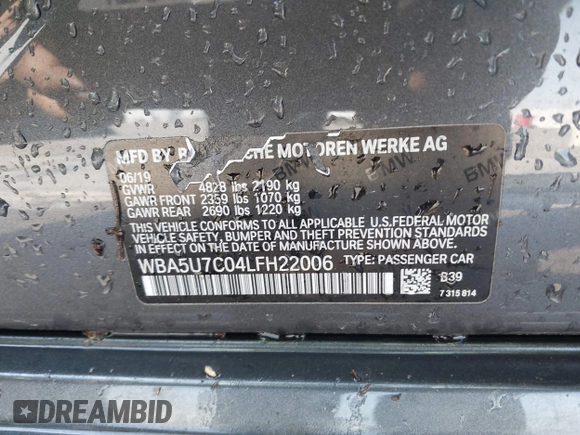 MFD BY B CHE MOTOREN WERKE AG
06/19
GVWR 4828 lbs 2190 kg
GAWR FRONT 2359 lbs 1070 kg
GAWR REAR 2690 lbs 1220 kg
THIS VEHICLE CONFORMS TO ALL APPLICABLE U.S.FEDERAL MOTOR
VEHICLE SAFETY, BUMPER AND THEFT PREVENTION STANDARDS
IN EFFECT ON THE DATE OF MANUFACTURE SHOWN ABOVE.
WBA5U7C04LFH22006 TYPE: PASSENGER CAR
B39
7 315 814
BMW
BMW
DREAMBID